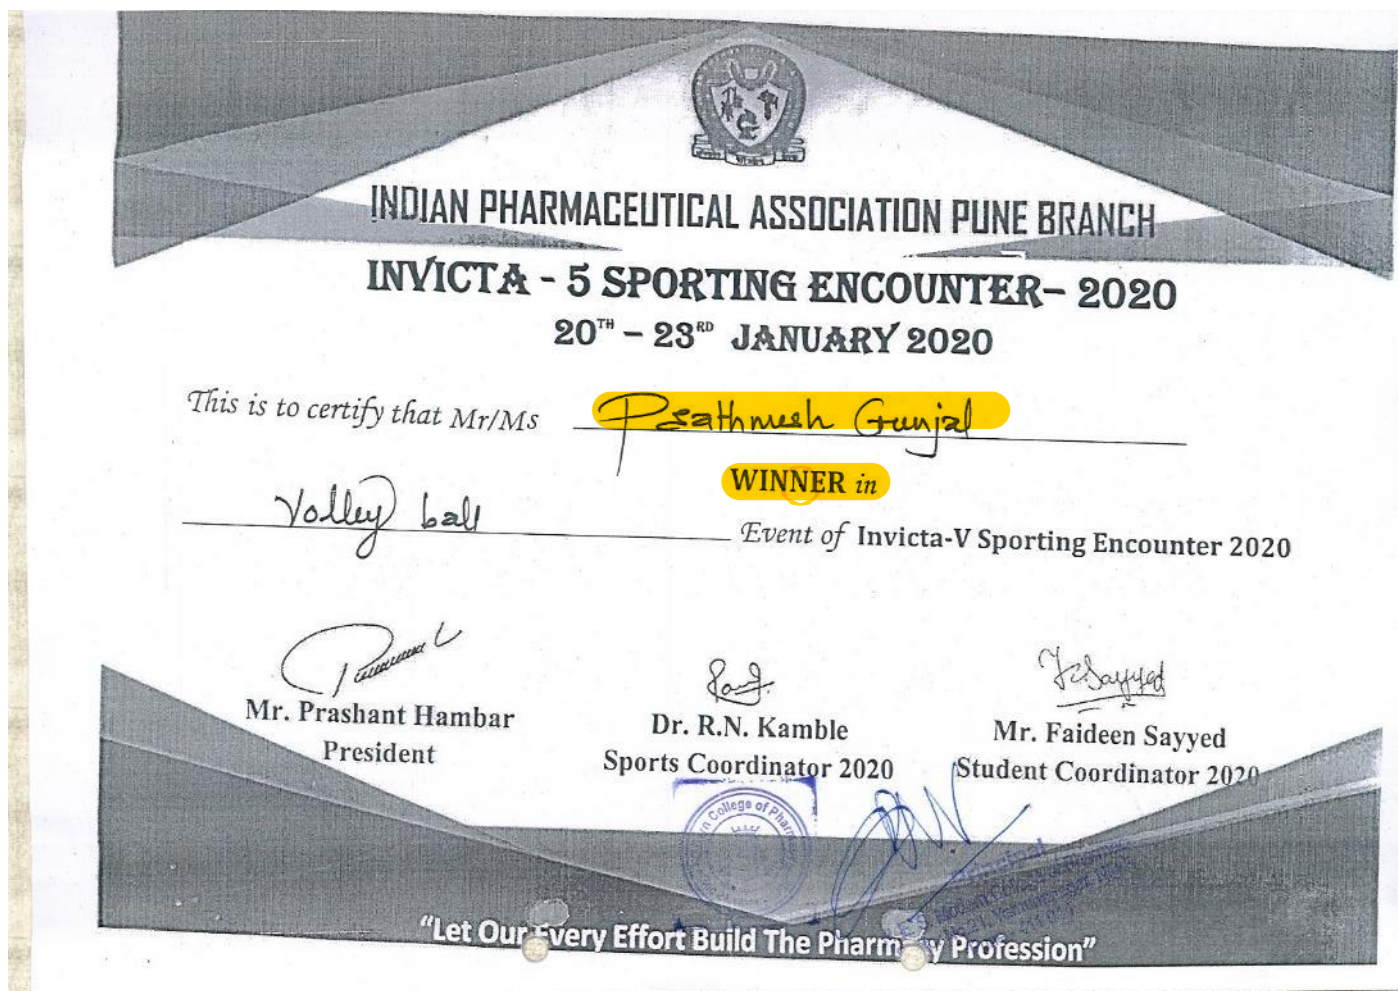 INDIAN PHARMACEUTICAL ASSOCIATION PUNE BRANCH
INVICTA - 5 SPORTING ENCOUNTER– 2020
20TH – 23RD JANUARY 2020
This is to certify that Mr/Ms Prathmesh Gunjal
WINNER in
Volley ball Event of Invicta-V Sporting Encounter 2020
Mr. Prashant Hambar
President
Dr. R.N. Kamble
Sports Coordinator 2020
Mr. Faideen Sayyed
Student Coordinator 2020
College of
"Let Our Every Effort Build The Pharmacy Profession"